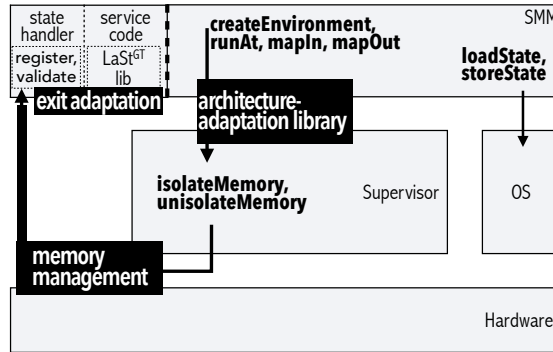 state
handler
service
code
register,
validate
LaSt^GT
lib
exit adaptation
createEnvironment,
runAt, mapIn, mapOut
SMM
loadState,
storeState
architecture-
adaptation library
isolateMemory,
unisolateMemory
Supervisor
OS
memory
management
Hardware